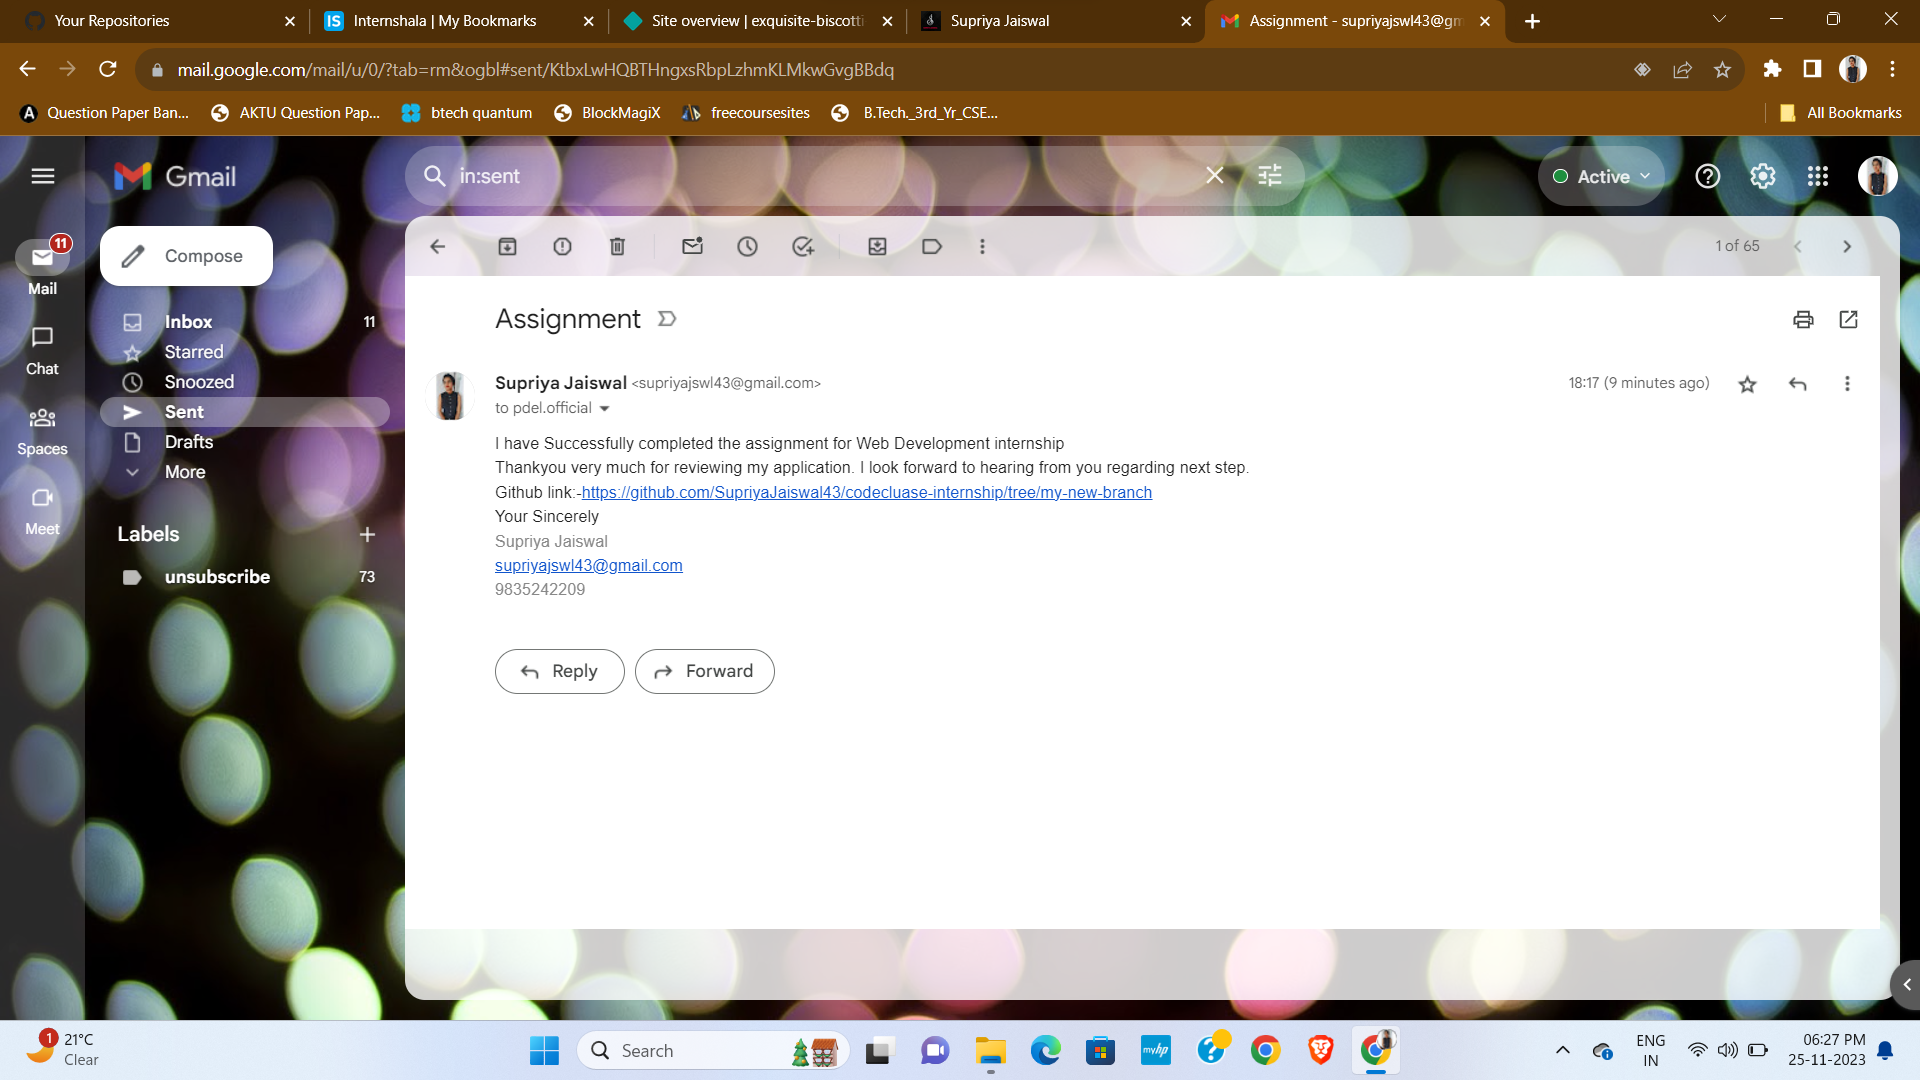 Your Repositories
Internshala | My Bookmarks
Site overview | exquisite-biscotti
Supriya Jaiswal
Assignment - supriyajswl43@gm
mail.google.com/mail/u/0/?tab=rm&ogbl#sent/KtbxLwHQBTHngxsRbpLzhmKLMkwGvgBBdq
Question Paper Ban...
AKTU Question Pap...
btech quantum
BlockMagiX
freecoursesites
B.Tech._3rd_Yr_CSE...
All Bookmarks
Gmail
in:sent
Active
11
Mail
Chat
Spaces
Meet
Compose
Inbox 11
Starred
Snoozed
Sent
Drafts
More
Labels
unsubscribe 73
1 of 65
Assignment
Supriya Jaiswal <supriyajswl43@gmail.com>
18:17 (9 minutes ago)
to pdel.official
I have Successfully completed the assignment for Web Development internship
Thankyou very much for reviewing my application. I look forward to hearing from you regarding next step.
Github link:-https://github.com/SupriyaJaiswal43/codecluase-internship/tree/my-new-branch
Your Sincerely
Supriya Jaiswal
supriyajswl43@gmail.com
9835242209
Reply
Forward
1
21°C
Clear
Search
myhp
ENG
IN
06:27 PM
25-11-2023